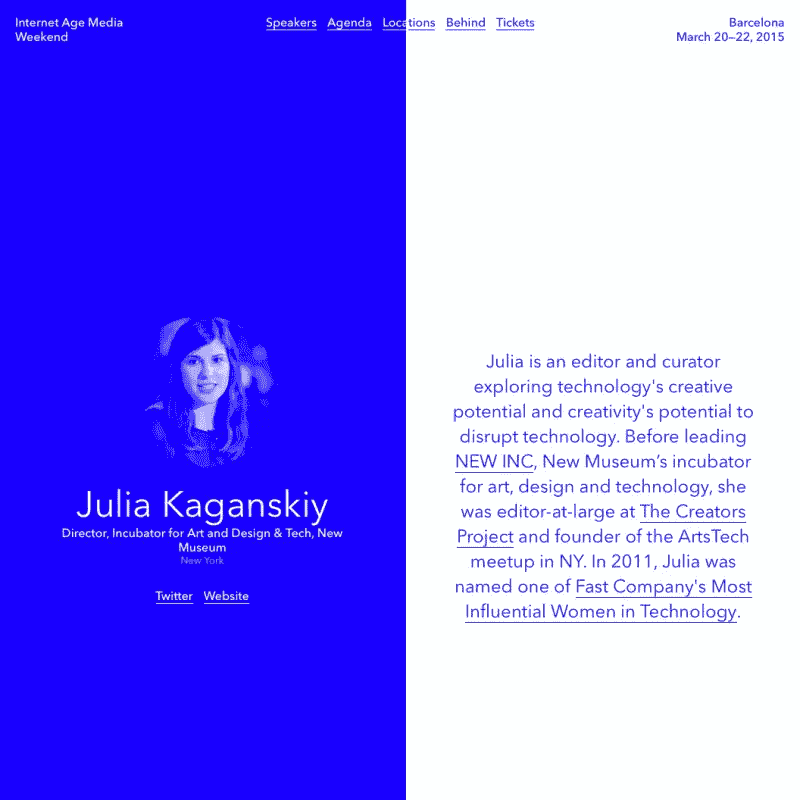 Internet Age Media
Weekend
Speakers Agenda Locations Behind Tickets
Barcelona
March 20–22, 2015
Julia Kaganskiy
Director, Incubator for Art and Design & Tech, New
Museum
New York
Twitter Website
Julia is an editor and curator
exploring technology's creative
potential and creativity's potential to
disrupt technology. Before leading
NEW INC, New Museum’s incubator
for art, design and technology, she
was editor-at-large at The Creators
Project and founder of the ArtsTech
meetup in NY. In 2011, Julia was
named one of Fast Company's Most
Influential Women in Technology.